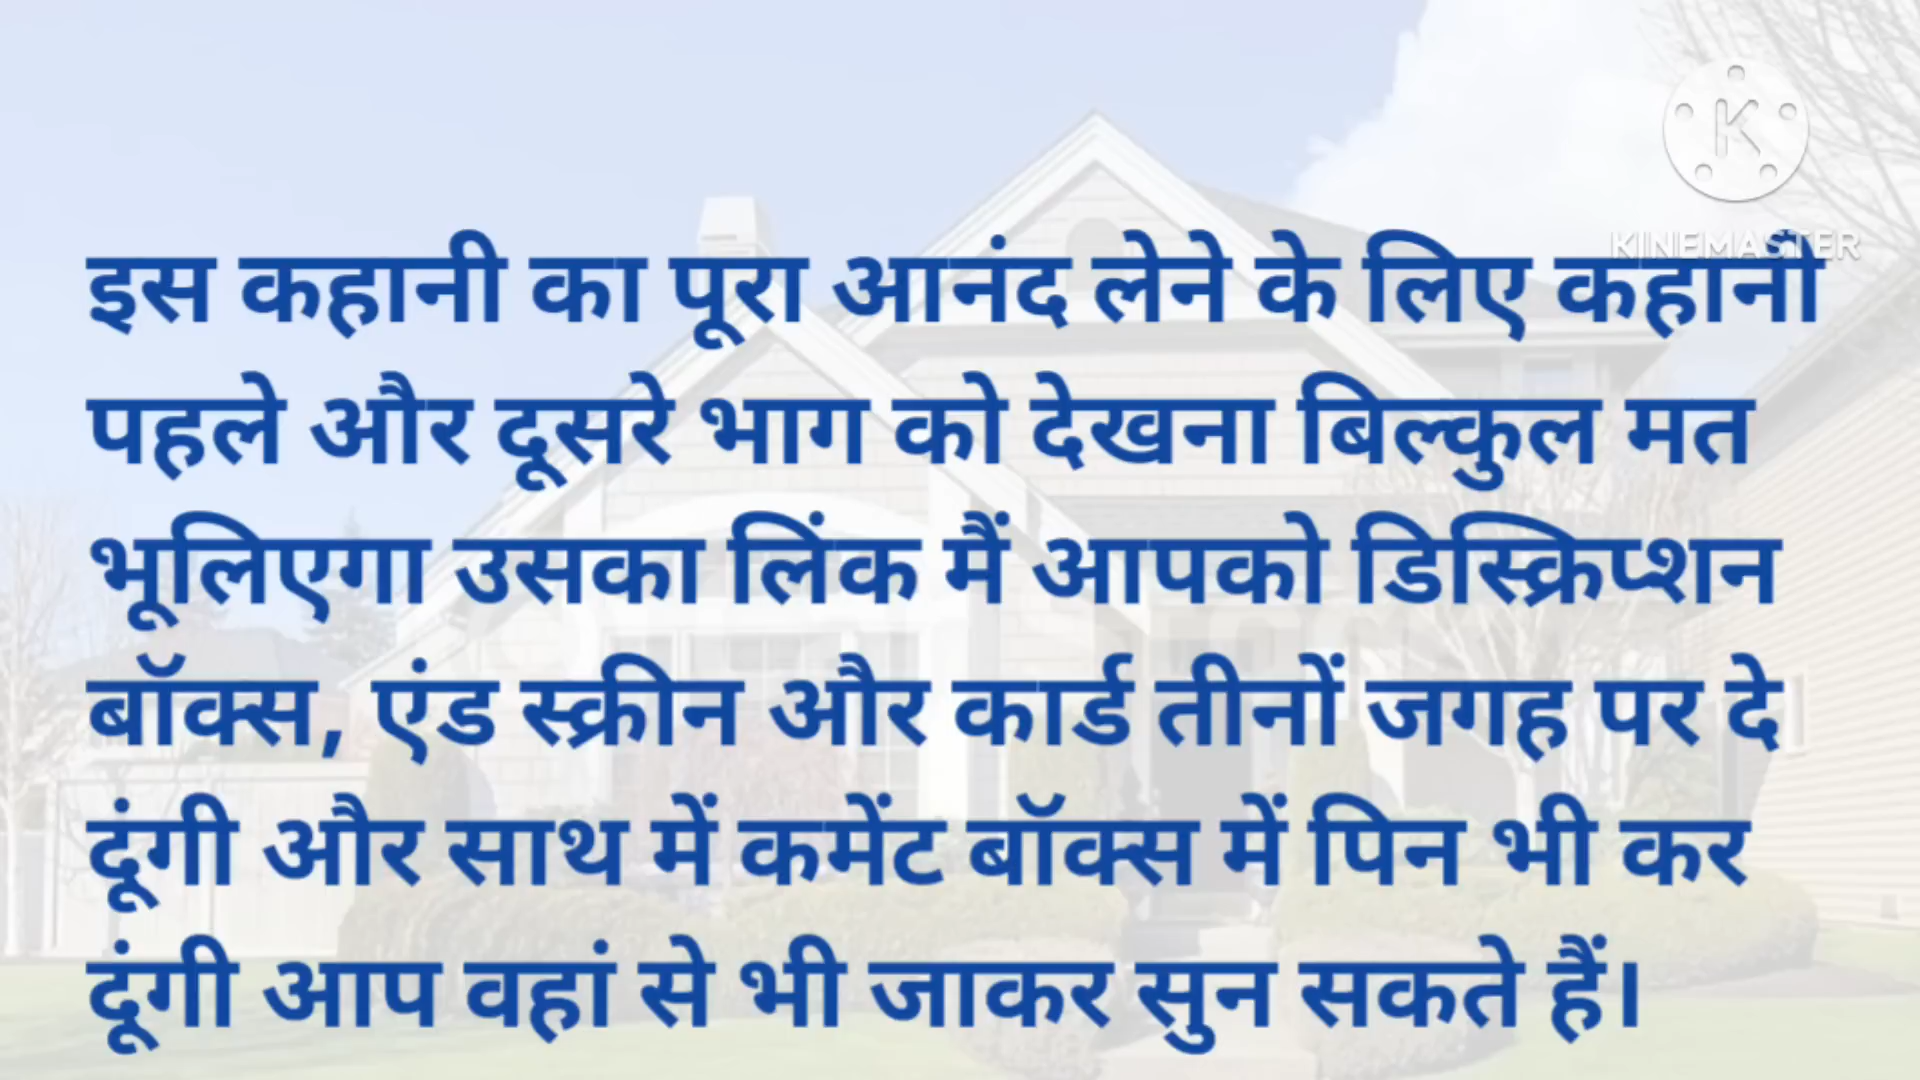 KINEMASTER
इस कहानी का पूरा आनंद लेने के लिए कहानी
पहले और दूसरे भाग को देखना बिल्कुल मत
भूलिएगा उसका लिंक मैं आपको डिस्क्रिप्शन
बॉक्स, एंड स्क्रीन और कार्ड तीनों जगह पर दे
दूंगी और साथ में कमेंट बॉक्स में पिन भी कर
दूंगी आप वहां से भी जाकर सुन सकते हैं।